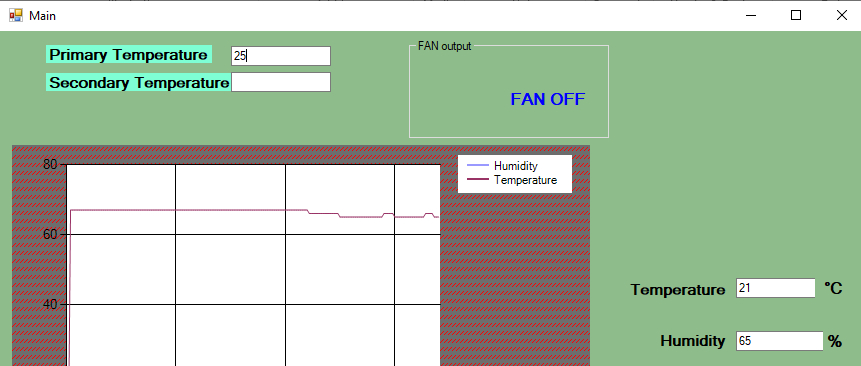 Main
Primary Temperature 25
Secondary Temperature
FAN output
FAN OFF
80
60
40
Humidity
Temperature
Temperature 21 °C
Humidity 65 %